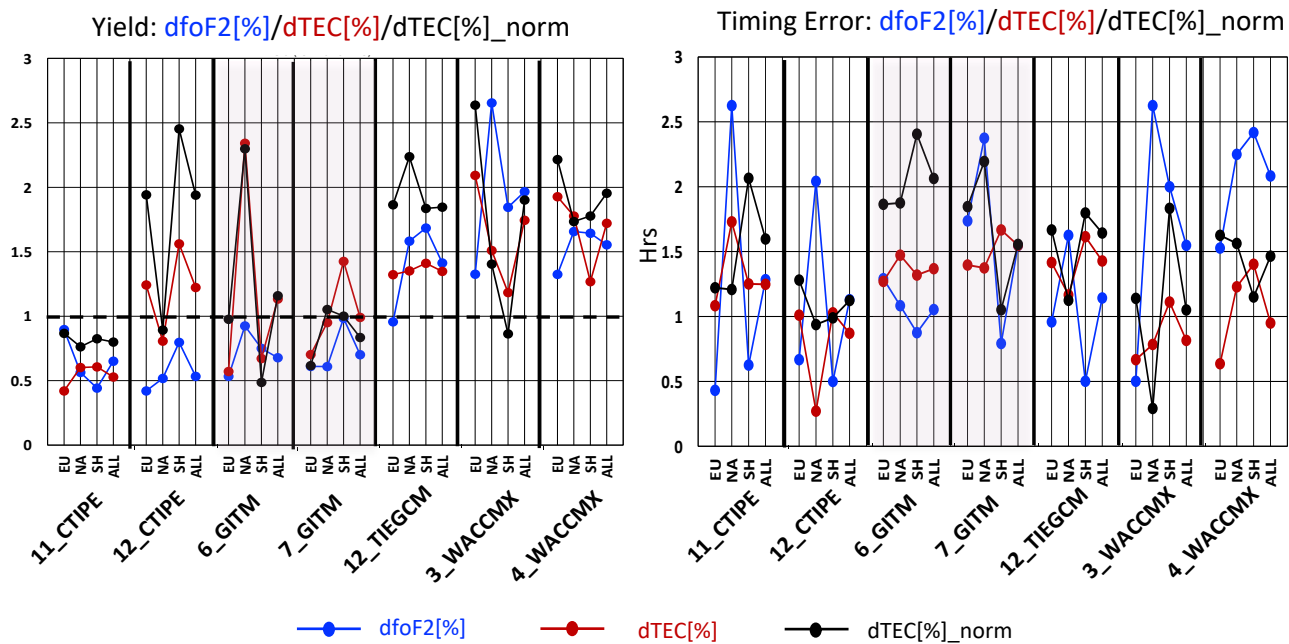 Yield: dfoF2[%]/dTEC[%]/dTEC[%]_norm
3
2.5
2
1.5
1
0.5
0
EU NA SH ALL EU NA SH ALL EU NA SH ALL EU NA SH ALL EU NA SH ALL EU NA SH ALL EU NA SH ALL
11_CTIPE 12_CTIPE 6_GITM 7_GITM 12_TIEGCM 3_WACCMX 4_WACCMX
Timing Error: dfoF2[%]/dTEC[%]/dTEC[%]_norm
Hrs
3
2.5
2
1.5
1
0.5
0
EU NA SH ALL EU NA SH ALL EU NA SH ALL EU NA SH ALL EU NA SH ALL EU NA SH ALL EU NA SH ALL
11_CTIPE 12_CTIPE 6_GITM 7_GITM 12_TIEGCM 3_WACCMX 4_WACCMX
dfoF2[%] dTEC[%] dTEC[%]_norm